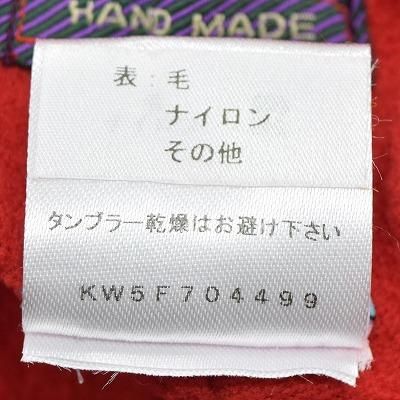 HAND MADE
表:毛
ナイロン
その他
タンブラー乾燥はお避け下さい
KW5F704499